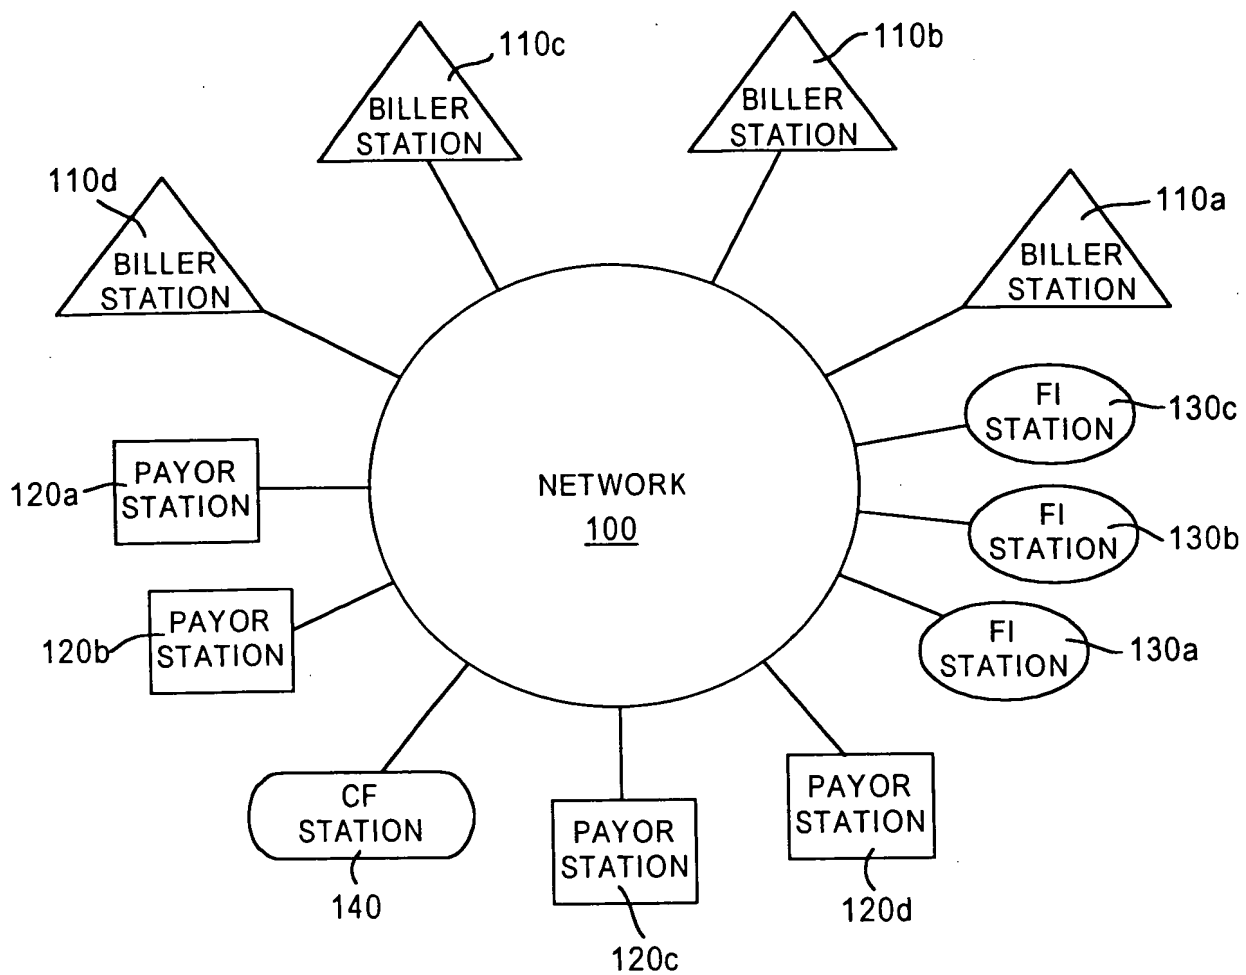 110c
BILLER
STATION
110b
BILLER
STATION
110d
BILLER
STATION
110a
BILLER
STATION
FI
STATION
130c
PAYOR
STATION
120a
NETWORK
100
FI
STATION
130b
PAYOR
STATION
120b
FI
STATION
130a
CF
STATION
140
PAYOR
STATION
120c
PAYOR
STATION
120d